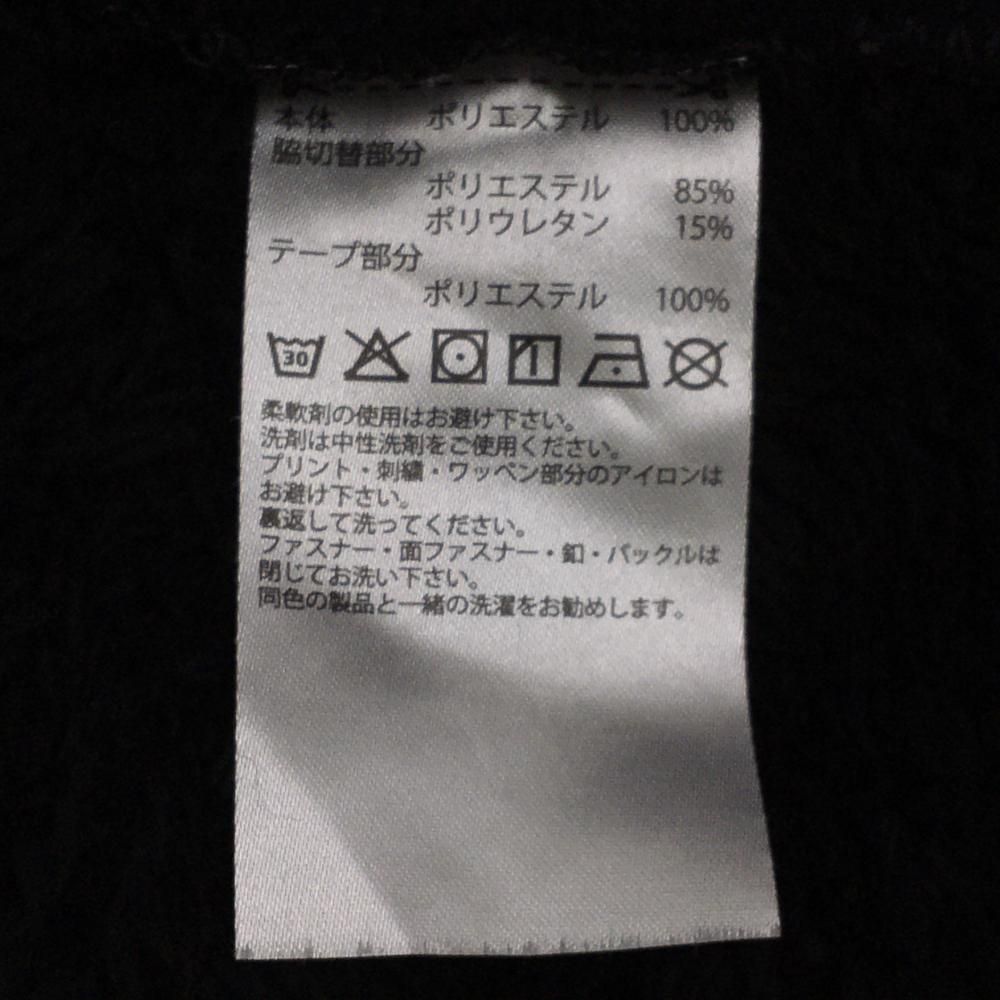 本体 ポリエステル 100%
脇切替部分
ポリエステル 85%
ポリウレタン 15%
テープ部分
ポリエステル 100%
30
柔軟剤の使用はお避け下さい。
洗剤は中性洗剤をご使用ください。
プリント・刺繍・ワッペン部分のアイロンは
お避け下さい。
裏返して洗ってください。
ファスナー・面ファスナー・釦・バックルは
閉じてお洗い下さい。
同色の製品と一緒の洗濯をお勧めします。